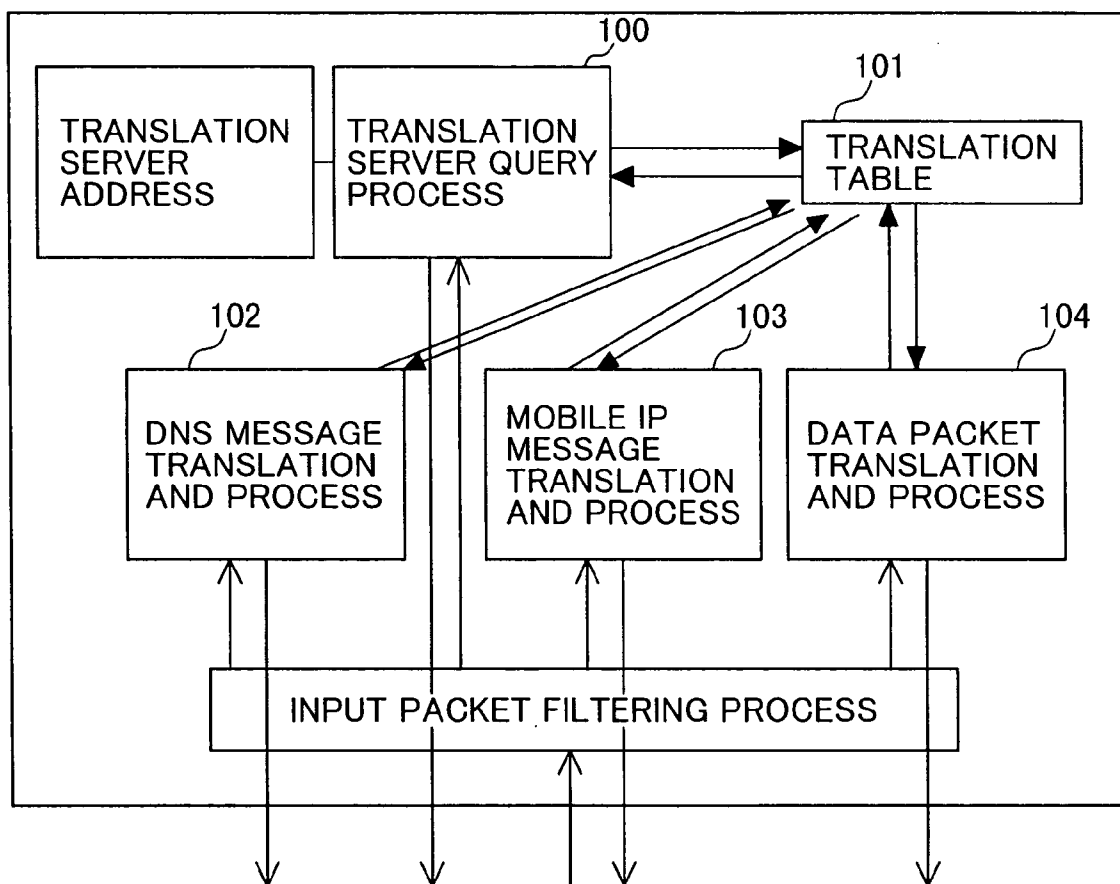 100
101
TRANSLATION
SERVER
ADDRESS
TRANSLATION
SERVER QUERY
PROCESS
TRANSLATION
TABLE
102
103
104
DNS MESSAGE
TRANSLATION
AND PROCESS
MOBILE IP
MESSAGE
TRANSLATION
AND PROCESS
DATA PACKET
TRANSLATION
AND PROCESS
INPUT PACKET FILTERING PROCESS